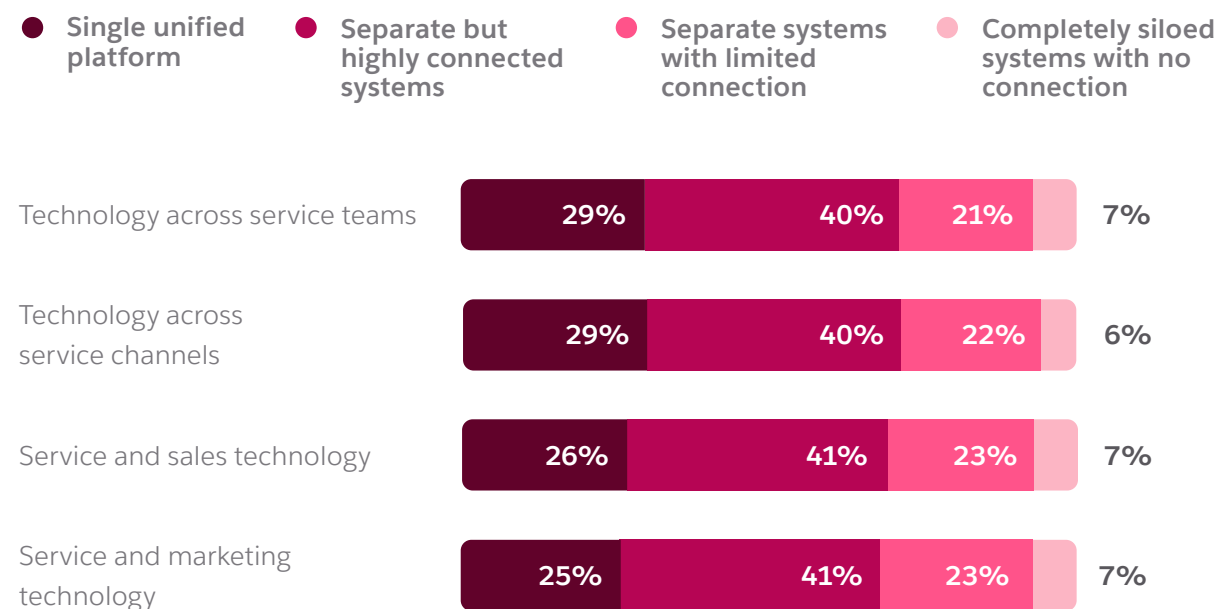 Single unified
platform
Separate but
highly connected
systems
Separate systems
with limited
connection
Completely siloed
systems with no
connection
Technology across service teams
29% 40% 21% 7%
Technology across
service channels
29% 40% 22% 6%
Service and sales technology
26% 41% 23% 7%
Service and marketing
technology
25% 41% 23% 7%